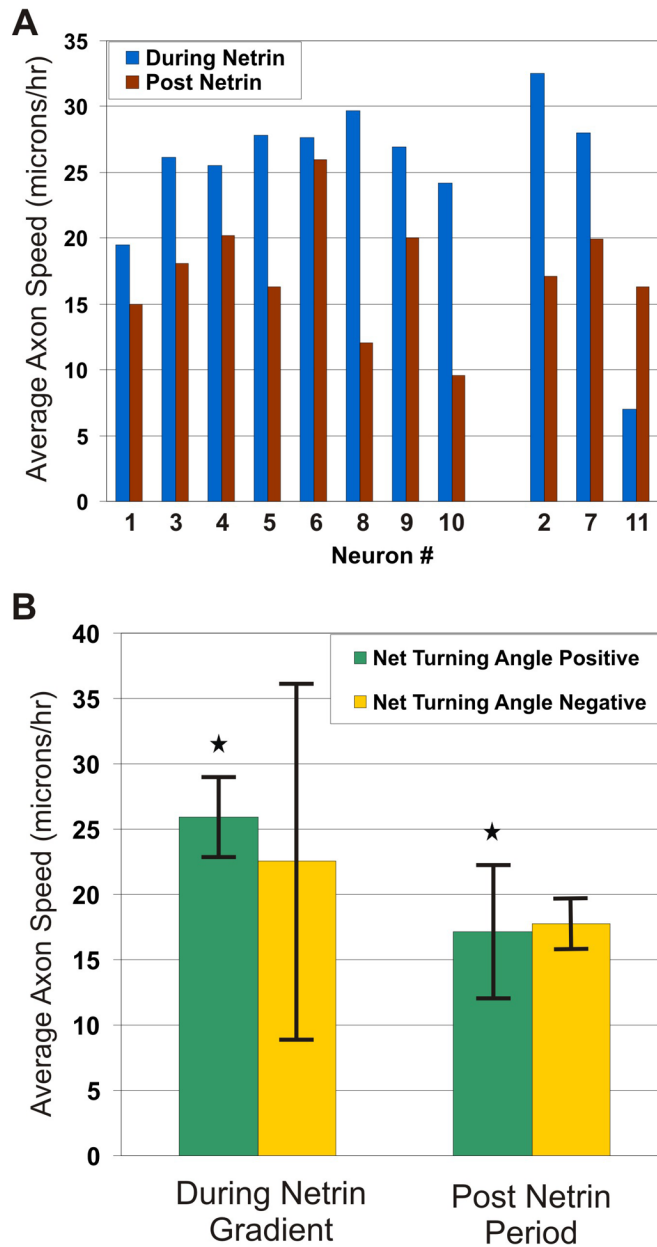 A
35
30
25
20
15
10
5
0
Average Axon Speed (microns/hr)
During Netrin
Post Netrin
1 3 4 5 6 8 9 10 2 7 11
Neuron #
B
40
35
30
25
20
15
10
5
0
Average Axon Speed (microns/hr)
Net Turning Angle Positive
Net Turning Angle Negative
During Netrin
Gradient
Post Netrin
Period